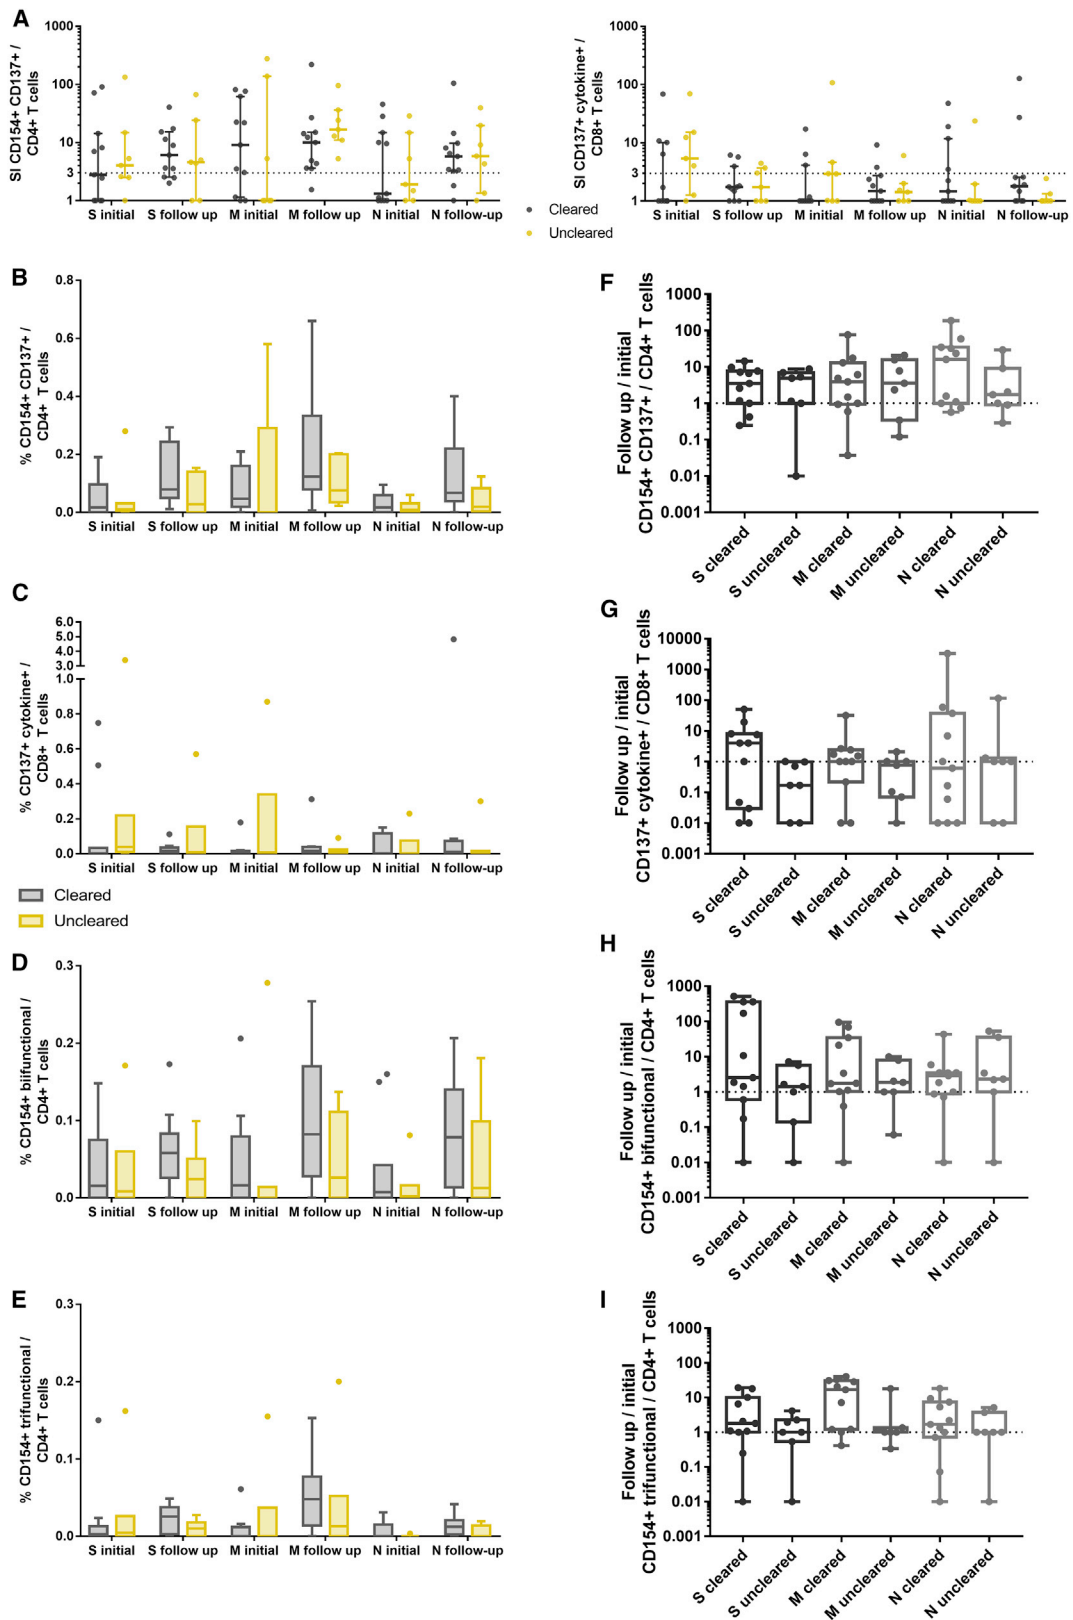 A
SI CD154+ CD137+ /
CD4+ T cells
1000
100
10
3
1
S initial
S follow up
M initial
M follow up
N initial
N follow-up
SI CD137+ cytokine+ /
CD8+ T cells
1000
100
10
3
1
S initial
S follow up
M initial
M follow up
N initial
N follow-up
Cleared
Uncleared
B
% CD154+ CD137+ /
CD4+ T cells
0.8
0.6
0.4
0.2
0.0
S initial
S follow up
M initial
M follow up
N initial
N follow-up
C
% CD137+ cytokine+ /
CD8+ T cells
6.0
5.0
4.0
3.0
1.0
0.8
0.6
0.4
0.2
0.0
S initial
S follow up
M initial
M follow up
N initial
N follow-up
Cleared
Uncleared
D
% CD154+ bifunctional /
CD4+ T cells
0.3
0.2
0.1
0.0
S initial
S follow up
M initial
M follow up
N initial
N follow-up
E
% CD154+ trifunctional /
CD4+ T cells
0.3
0.2
0.1
0.0
S initial
S follow up
M initial
M follow up
N initial
N follow-up
F
Follow up / initial
CD154+ CD137+ / CD4+ T cells
1000
100
10
1
0.1
0.01
0.001
S cleared
S uncleared
M cleared
M uncleared
N cleared
N uncleared
G
Follow up / initial
CD137+ cytokine+ / CD8+ T cells
10000
1000
100
10
1
0.1
0.01
0.001
S cleared
S uncleared
M cleared
M uncleared
N cleared
N uncleared
H
Follow up / initial
CD154+ bifunctional / CD4+ T cells
1000
100
10
1
0.1
0.01
0.001
S cleared
S uncleared
M cleared
M uncleared
N cleared
N uncleared
I
Follow up / initial
CD154+ trifunctional / CD4+ T cells
1000
100
10
1
0.1
0.01
0.001
S cleared
S uncleared
M cleared
M uncleared
N cleared
N uncleared